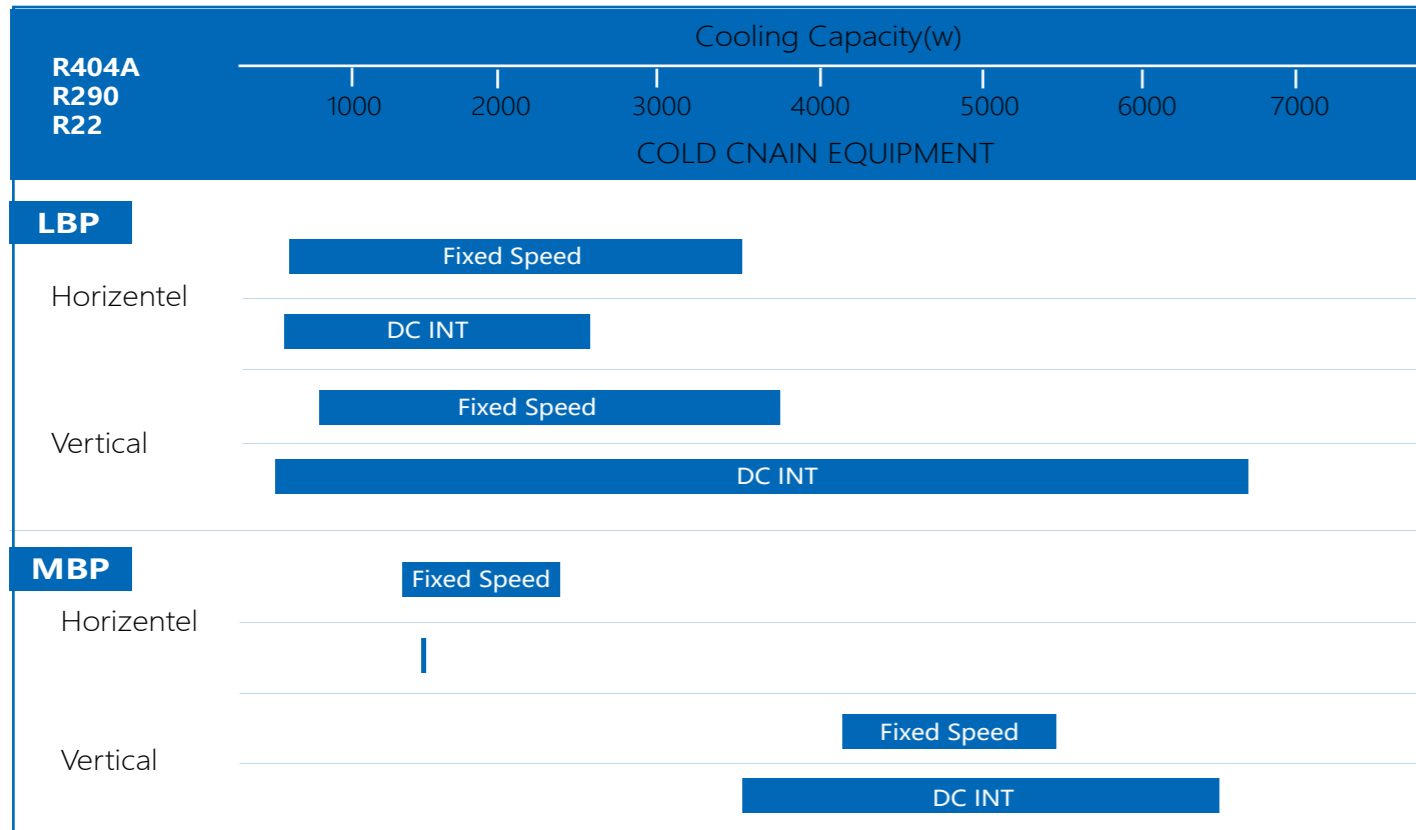 Cooling Capacity(w)
R404A
R290
R22
1000 2000 3000 4000 5000 6000 7000
COLD CNAIN EQUIPMENT
LBP
Fixed Speed
Horizentel
DC INT
Fixed Speed
Vertical
DC INT
MBP
Fixed Speed
Horizentel
Fixed Speed
Vertical
DC INT